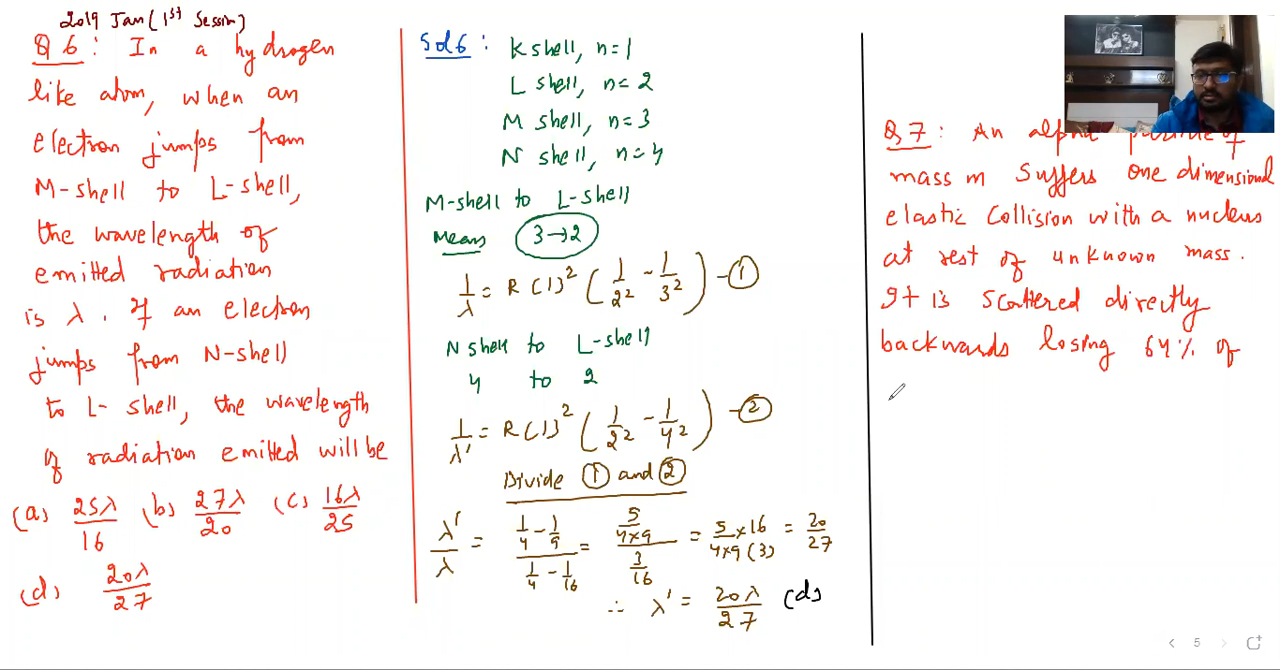 2019 Jan (1st Session)
Q 6: In a hydrogen
like atom, when an
electron jumps from
M-shell to L-shell,
the wavelength of
emitted radiation
is λ. If an electron
jumps from N-shell
to L-shell, the wavelength
of radiation emitted will be
(a) 25λ/16 (b) 27λ/20 (c) 16λ/25
(d) 20λ/27
Sol 6:
K shell, n=1
L shell, n=2
M shell, n=3
N shell, n=4
M-shell to L-shell
Means 3→2
1/λ = R(1)² (1/2² - 1/3²) -①
N shell to L-shell
4 to 2
1/λ' = R(1)² (1/2² - 1/4²) -②
Divide ① and ②
λ'/λ = (1/4 - 1/9)/(1/4 - 1/16) = (5/(4×9))/(3/16) = 5×16/(4×9(3)) = 20/27
∴ λ' = 20λ/27 (d)
Q 7: An alpha of
mass m suffers one dimensional
elastic collision with a nucleus
at rest of unknown mass.
It is scattered directly
backwards losing 64% of
5